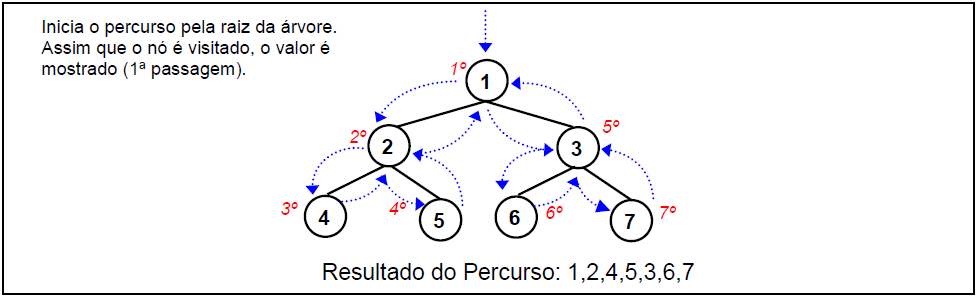 Inicia o percurso pela raiz da árvore.
Assim que o nó é visitado, o valor é
mostrado (1ª passagem).
1º
1
5º
2º
2
3
3º
4
4º
5
6
6º
7
7º
Resultado do Percurso: 1,2,4,5,3,6,7